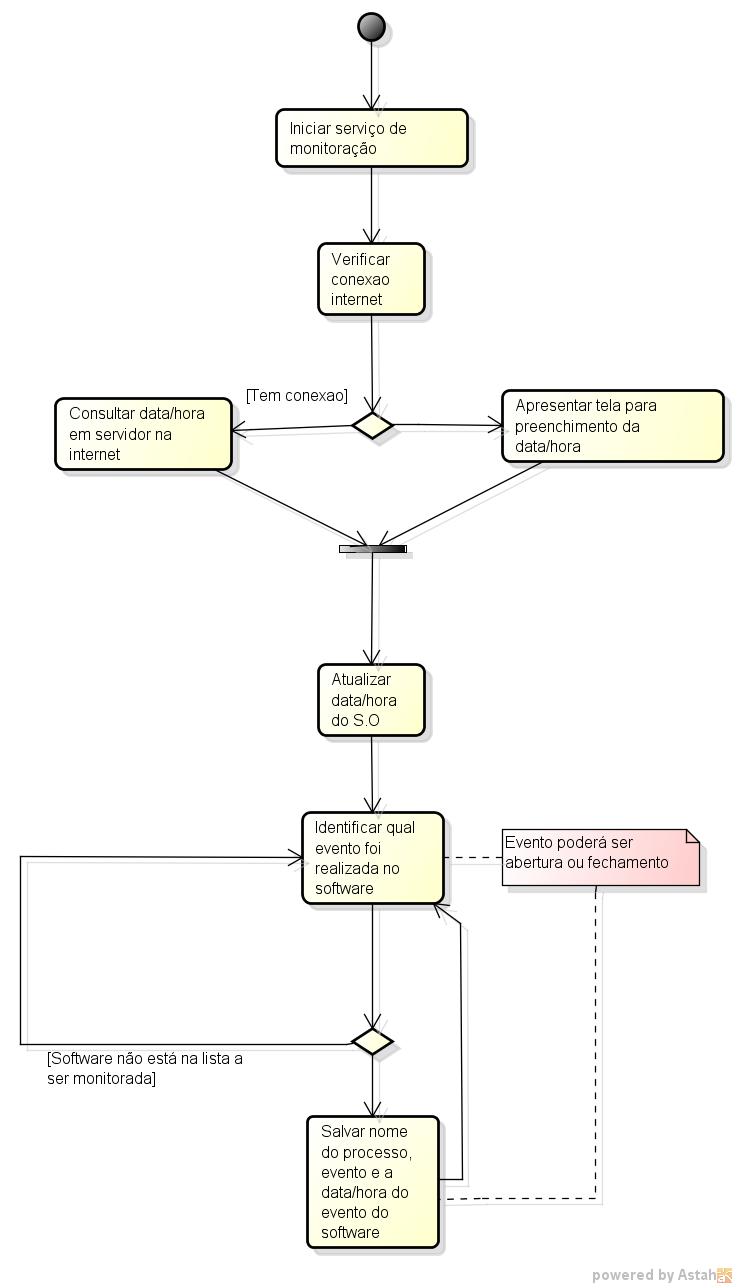 Iniciar serviço de
monitoração
Verificar
conexao
internet
[Tem conexao]
Consultar data/hora
em servidor na
internet
Apresentar tela para
preenchimento da
data/hora
Atualizar
data/hora
do S.O
Identificar qual
evento foi
realizada no
software
Evento poderá ser
abertura ou fechamento
[Software não está na lista a
ser monitorada]
Salvar nome
do processo,
evento e a
data/hora do
evento do
software
powered by Astah